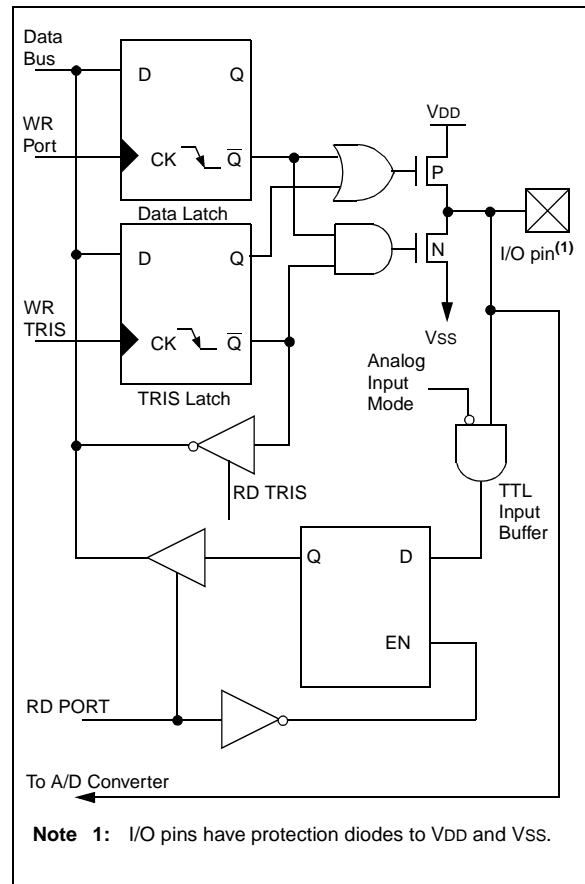 Data
Bus
D
Q
VDD
WR
Port
CK
Q
P
Data Latch
I/O pin(1)
D
Q
N
WR
TRIS
CK
Q
VSS
Analog
Input
Mode
TRIS Latch
RD TRIS
TTL
Input
Buffer
Q
D
EN
RD PORT
To A/D Converter
Note 1: I/O pins have protection diodes to VDD and VSS.